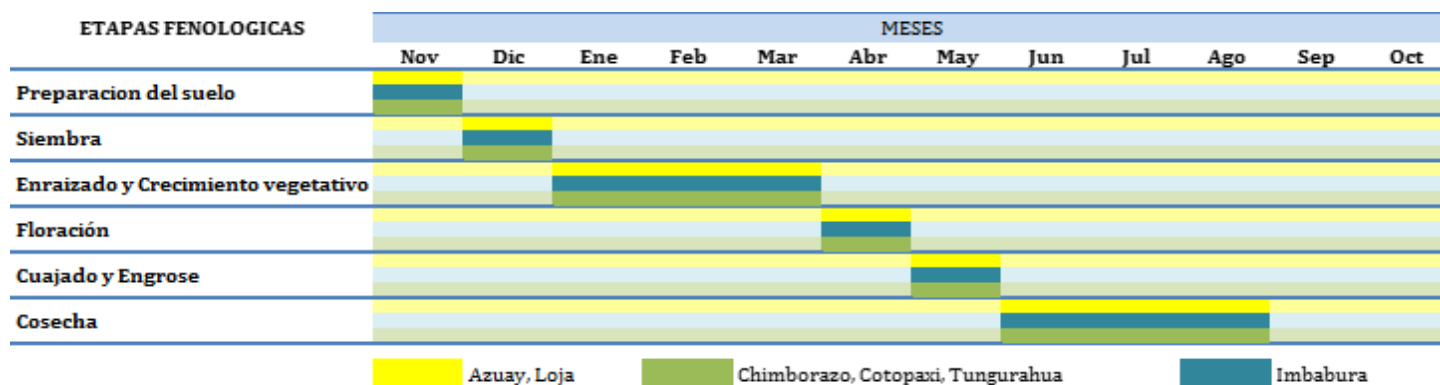 ETAPAS FENOLOGICAS MESES
Nov Dic Ene Feb Mar Abr May Jun Jul Ago Sep Oct
Preparacion del suelo
Siembra
Enraizado y Crecimiento vegetativo
Floración
Cuajado y Engrose
Cosecha
Azuay, Loja Chimborazo, Cotopaxi, Tungurahua Imbabura